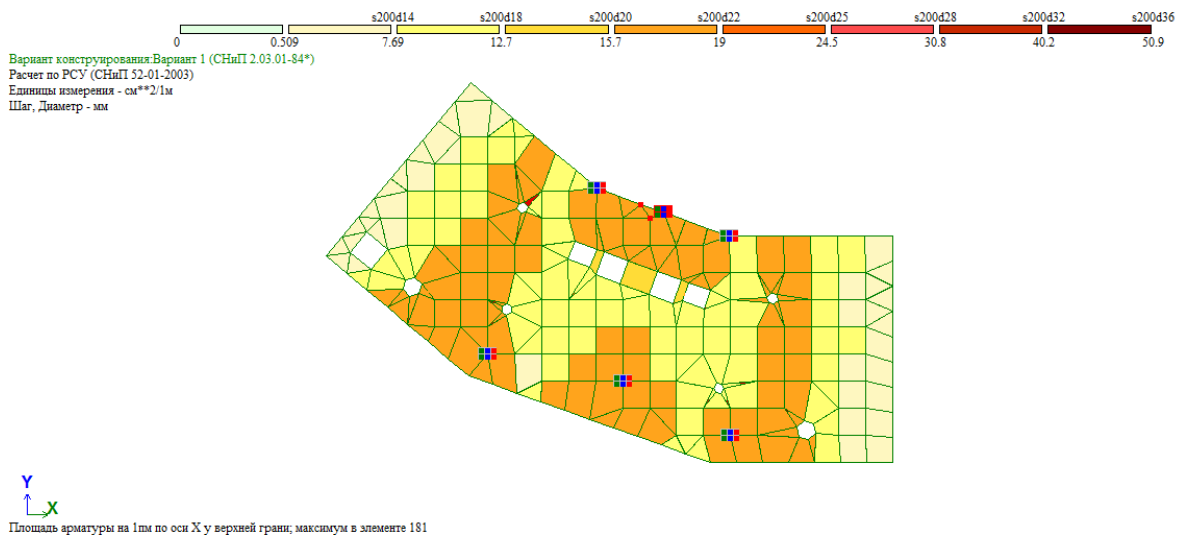 s200d14 s200d18 s200d20 s200d22 s200d25 s200d28 s200d32 s200d36
0 0.509 7.69 12.7 15.7 19 24.5 30.8 40.2 50.9
Вариант конструирования:Вариант 1 (СНиП 2.03.01-84*)
Расчет по РСУ (СНиП 52-01-2003)
Единицы измерения - см**2/1м
Шаг, Диаметр - мм
Y
X
Площадь арматуры на 1пм по оси X у верхней грани; максимум в элементе 181